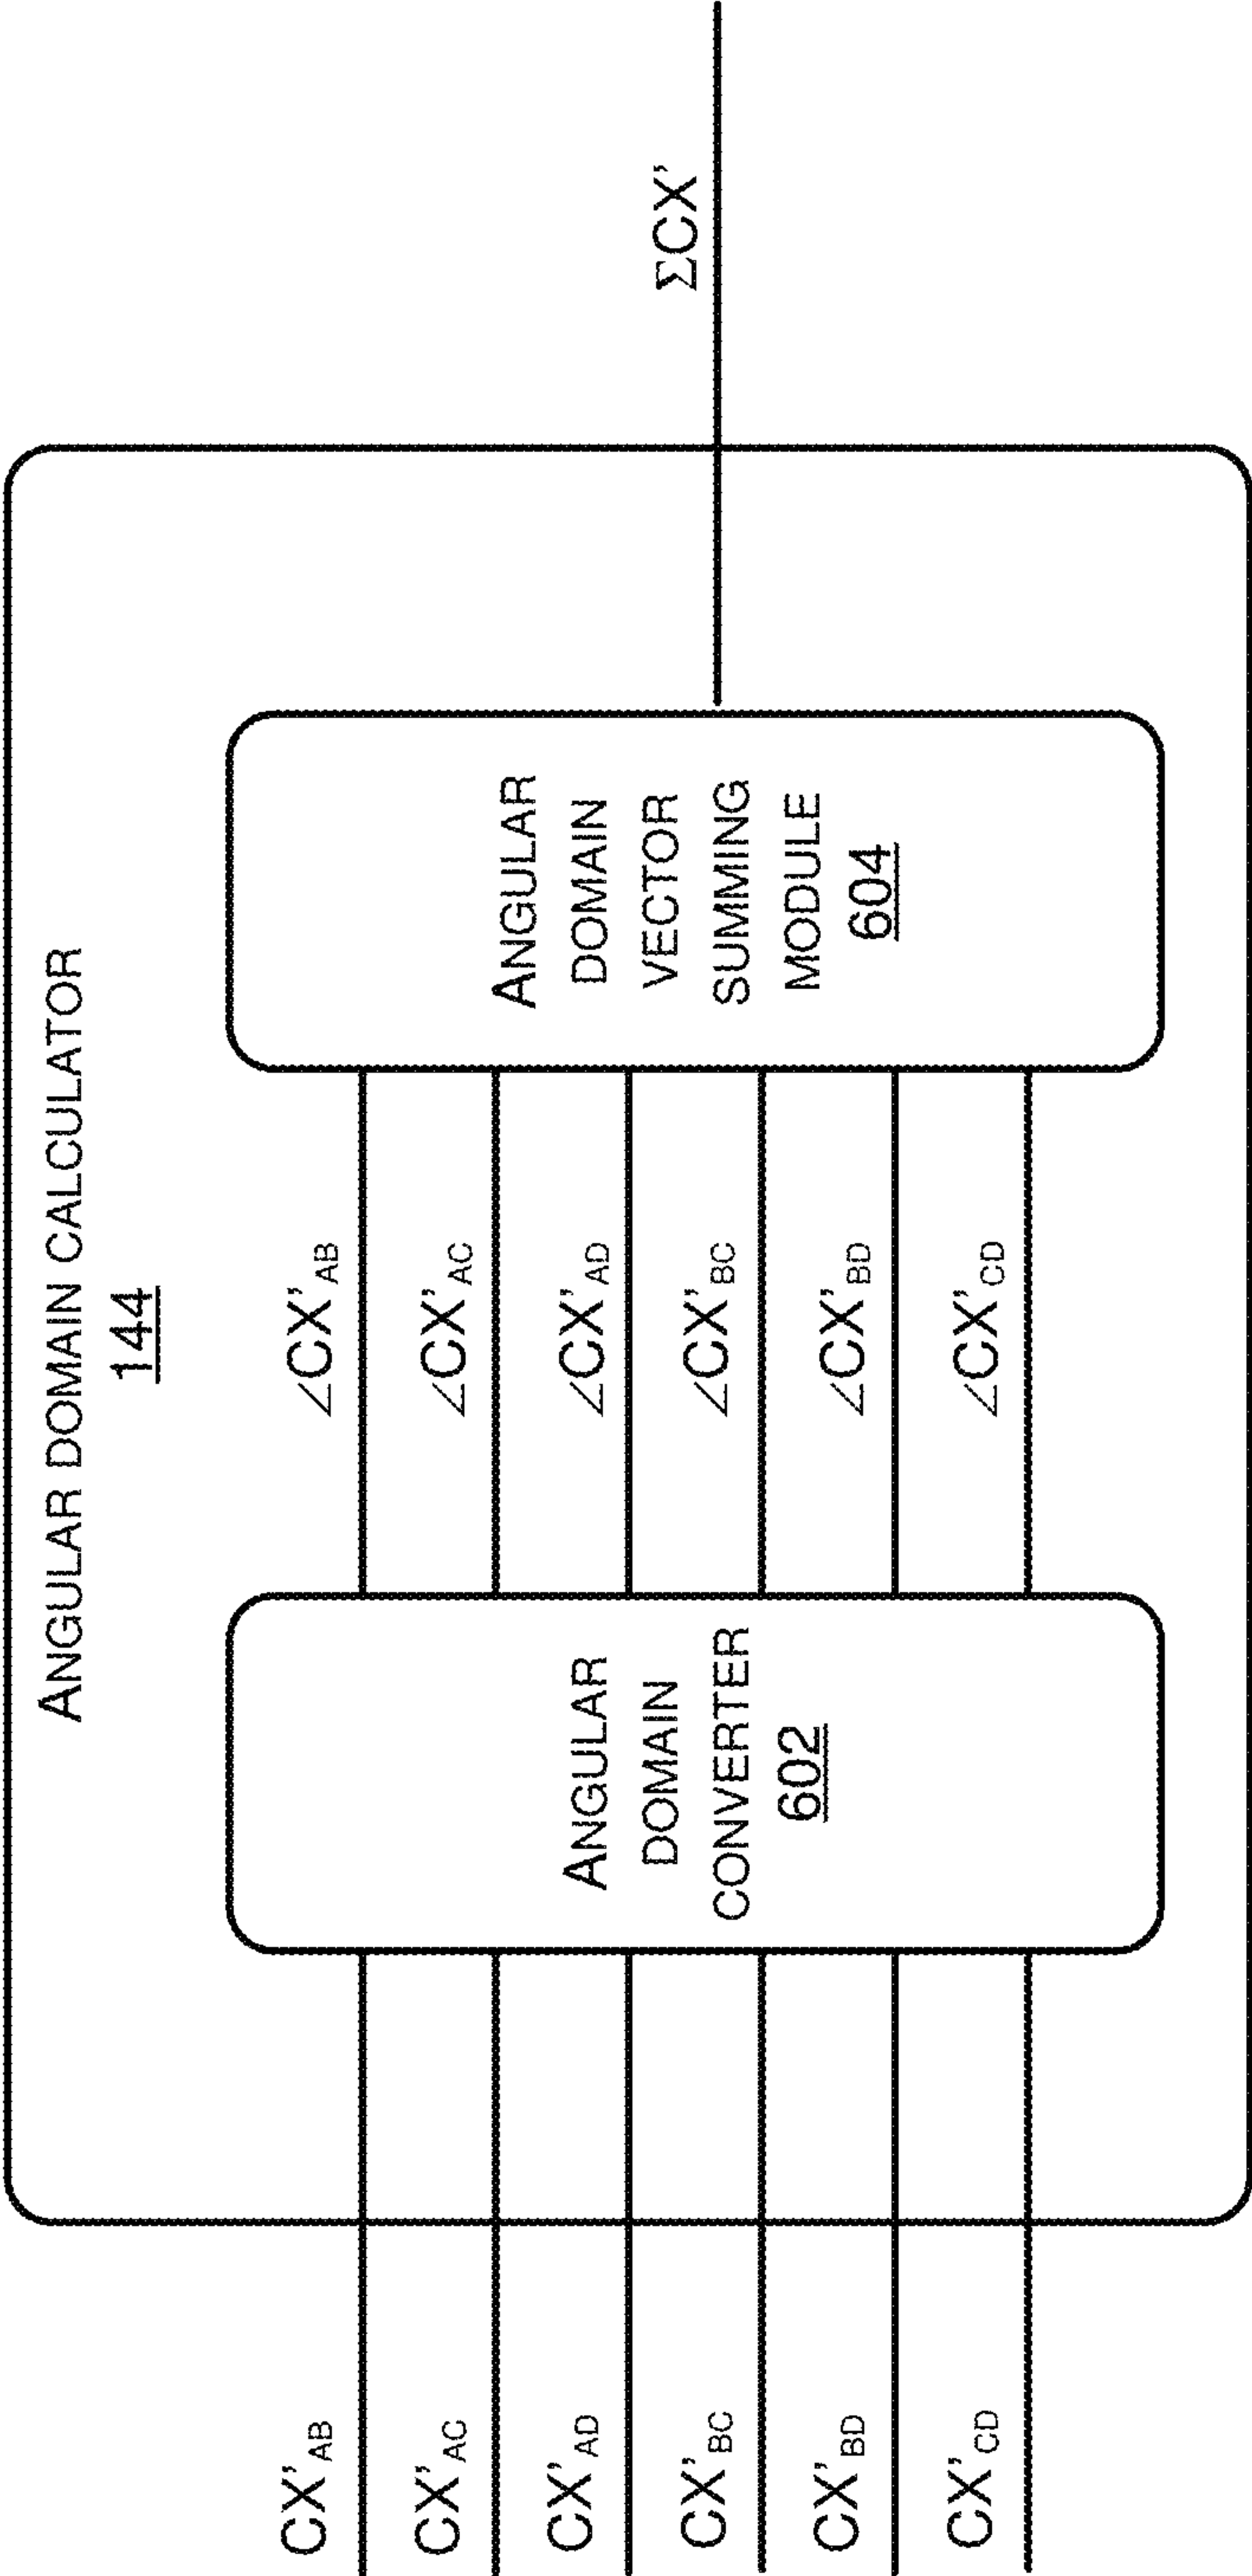 ANGULAR DOMAIN CALCULATOR
144
CX'AB
CX'AC
CX'AD
CX'BC
CX'BD
CX'CD
ANGULAR
DOMAIN
CONVERTER
602
∠CX'AB
∠CX'AC
∠CX'AD
∠CX'BC
∠CX'BD
∠CX'CD
ANGULAR
DOMAIN
VECTOR
SUMMING
MODULE
604
ΣCX'